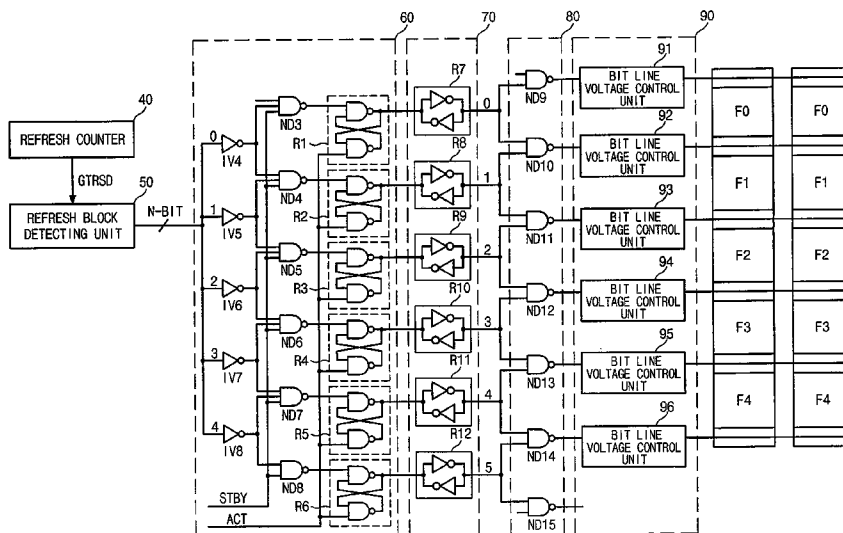 60
70
80
90
40
REFRESH COUNTER
GTRSD
50
REFRESH BLOCK
DETECTING UNIT
N-BIT
0
IV4
1
IV5
2
IV6
3
IV7
4
IV8
STBY
ACT
ND3
ND4
ND5
ND6
ND7
ND8
R1
R2
R3
R4
R5
R6
R7
0
R8
1
R9
2
R10
3
R11
4
R12
5
ND9
ND10
ND11
ND12
ND13
ND14
ND15
91
BIT LINE
VOLTAGE CONTROL
UNIT
92
BIT LINE
VOLTAGE CONTROL
UNIT
93
BIT LINE
VOLTAGE CONTROL
UNIT
94
BIT LINE
VOLTAGE CONTROL
UNIT
95
BIT LINE
VOLTAGE CONTROL
UNIT
96
BIT LINE
VOLTAGE CONTROL
UNIT
F0 F0
F1 F1
F2 F2
F3 F3
F4 F4